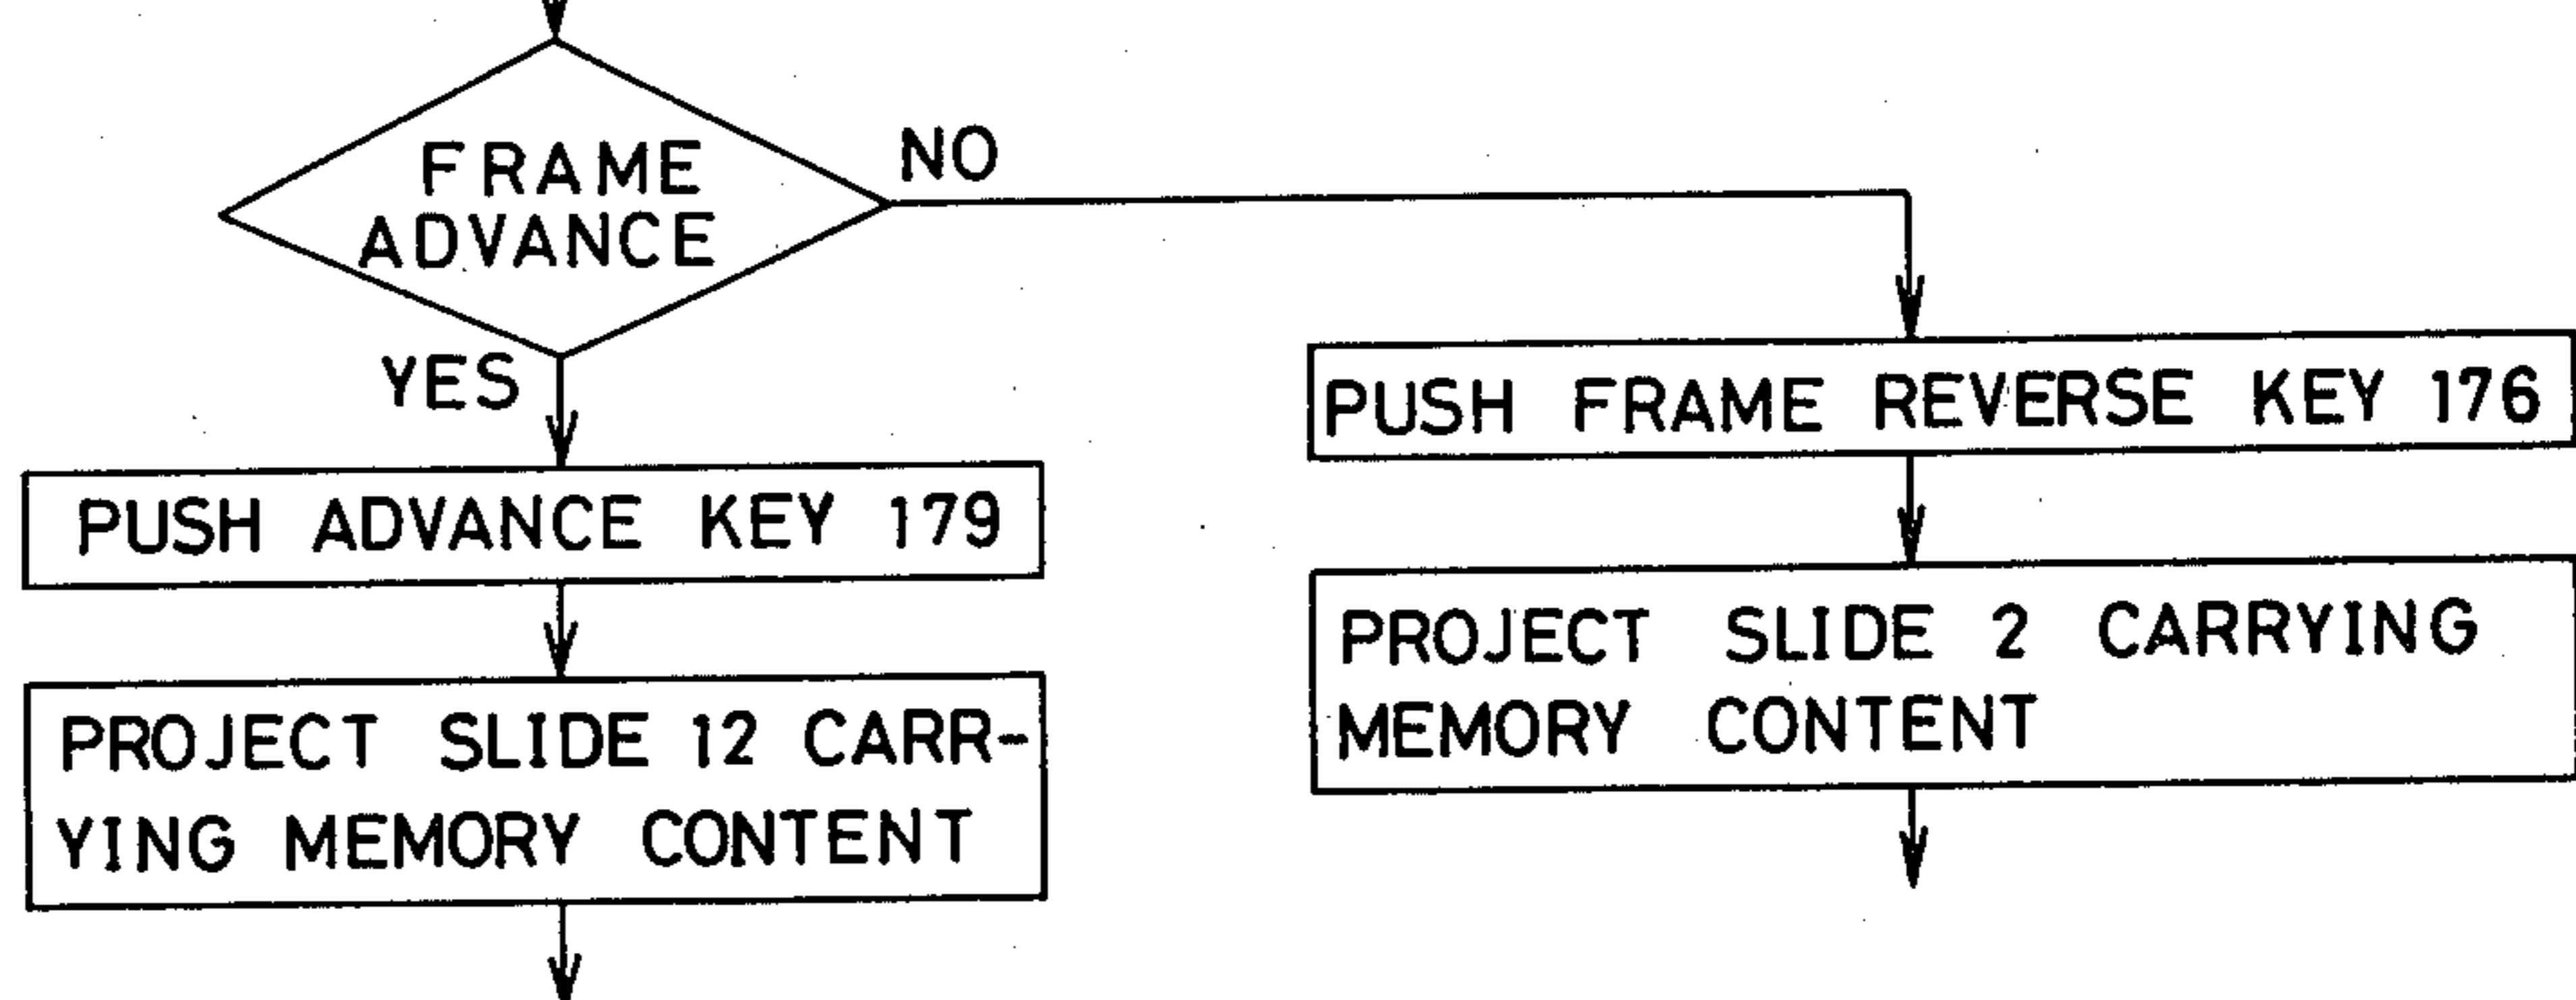 FRAME
ADVANCE
NO
YES
PUSH ADVANCE KEY 179
PROJECT SLIDE 12 CARR-
YING MEMORY CONTENT
PUSH FRAME REVERSE KEY 176
PROJECT SLIDE 2 CARRYING
MEMORY CONTENT